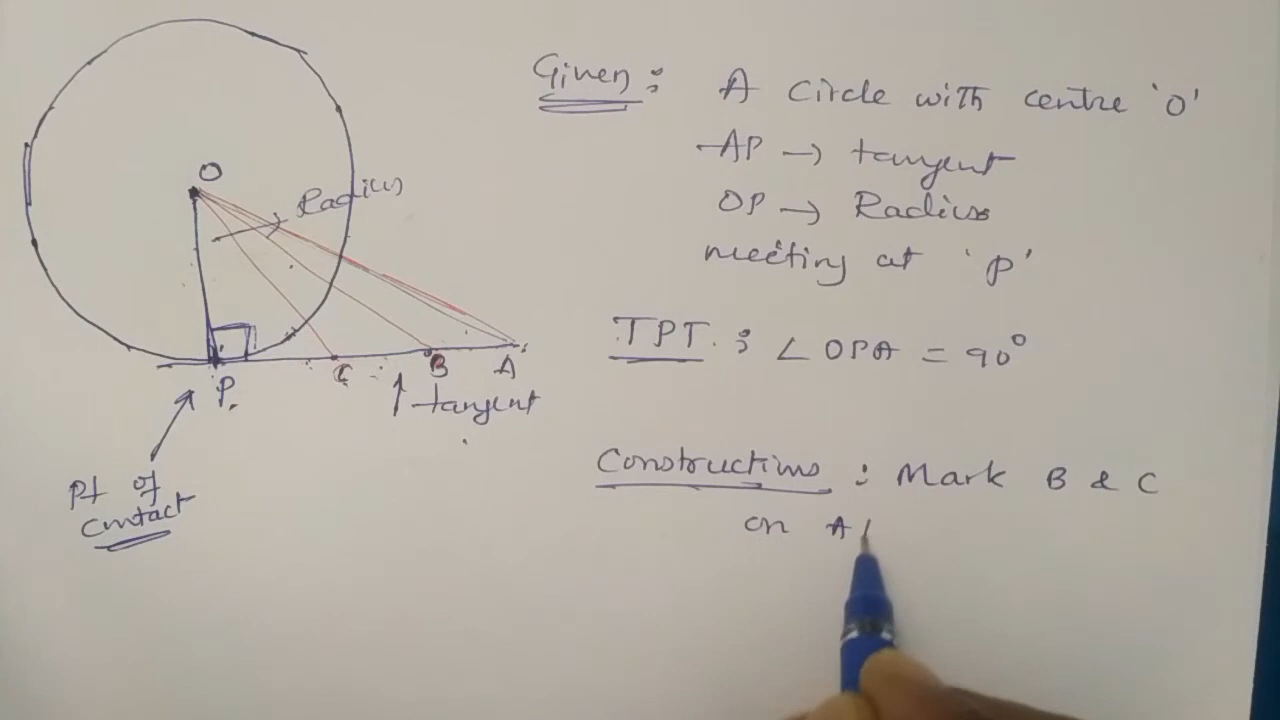 O
Radius
P.
C
B
A
tangent
Pt of
contact
Given :
A Circle with centre 'O'
AP → tangent
OP → Radius
meeting at 'P'
TPT : ∠OPA = 90°
Constructions : Mark B & C
on A